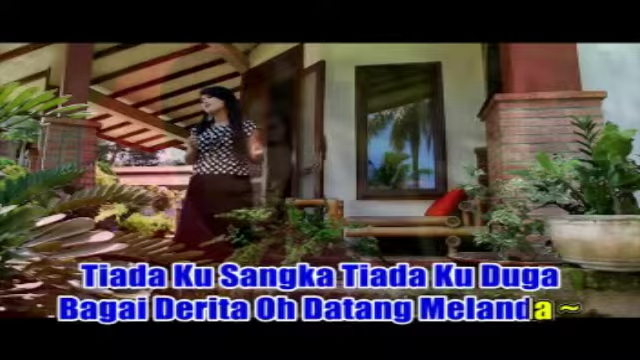 Tiada Ku Sangka Tiada Ku Duga
Bagai Derita Oh Datang Melanda ~